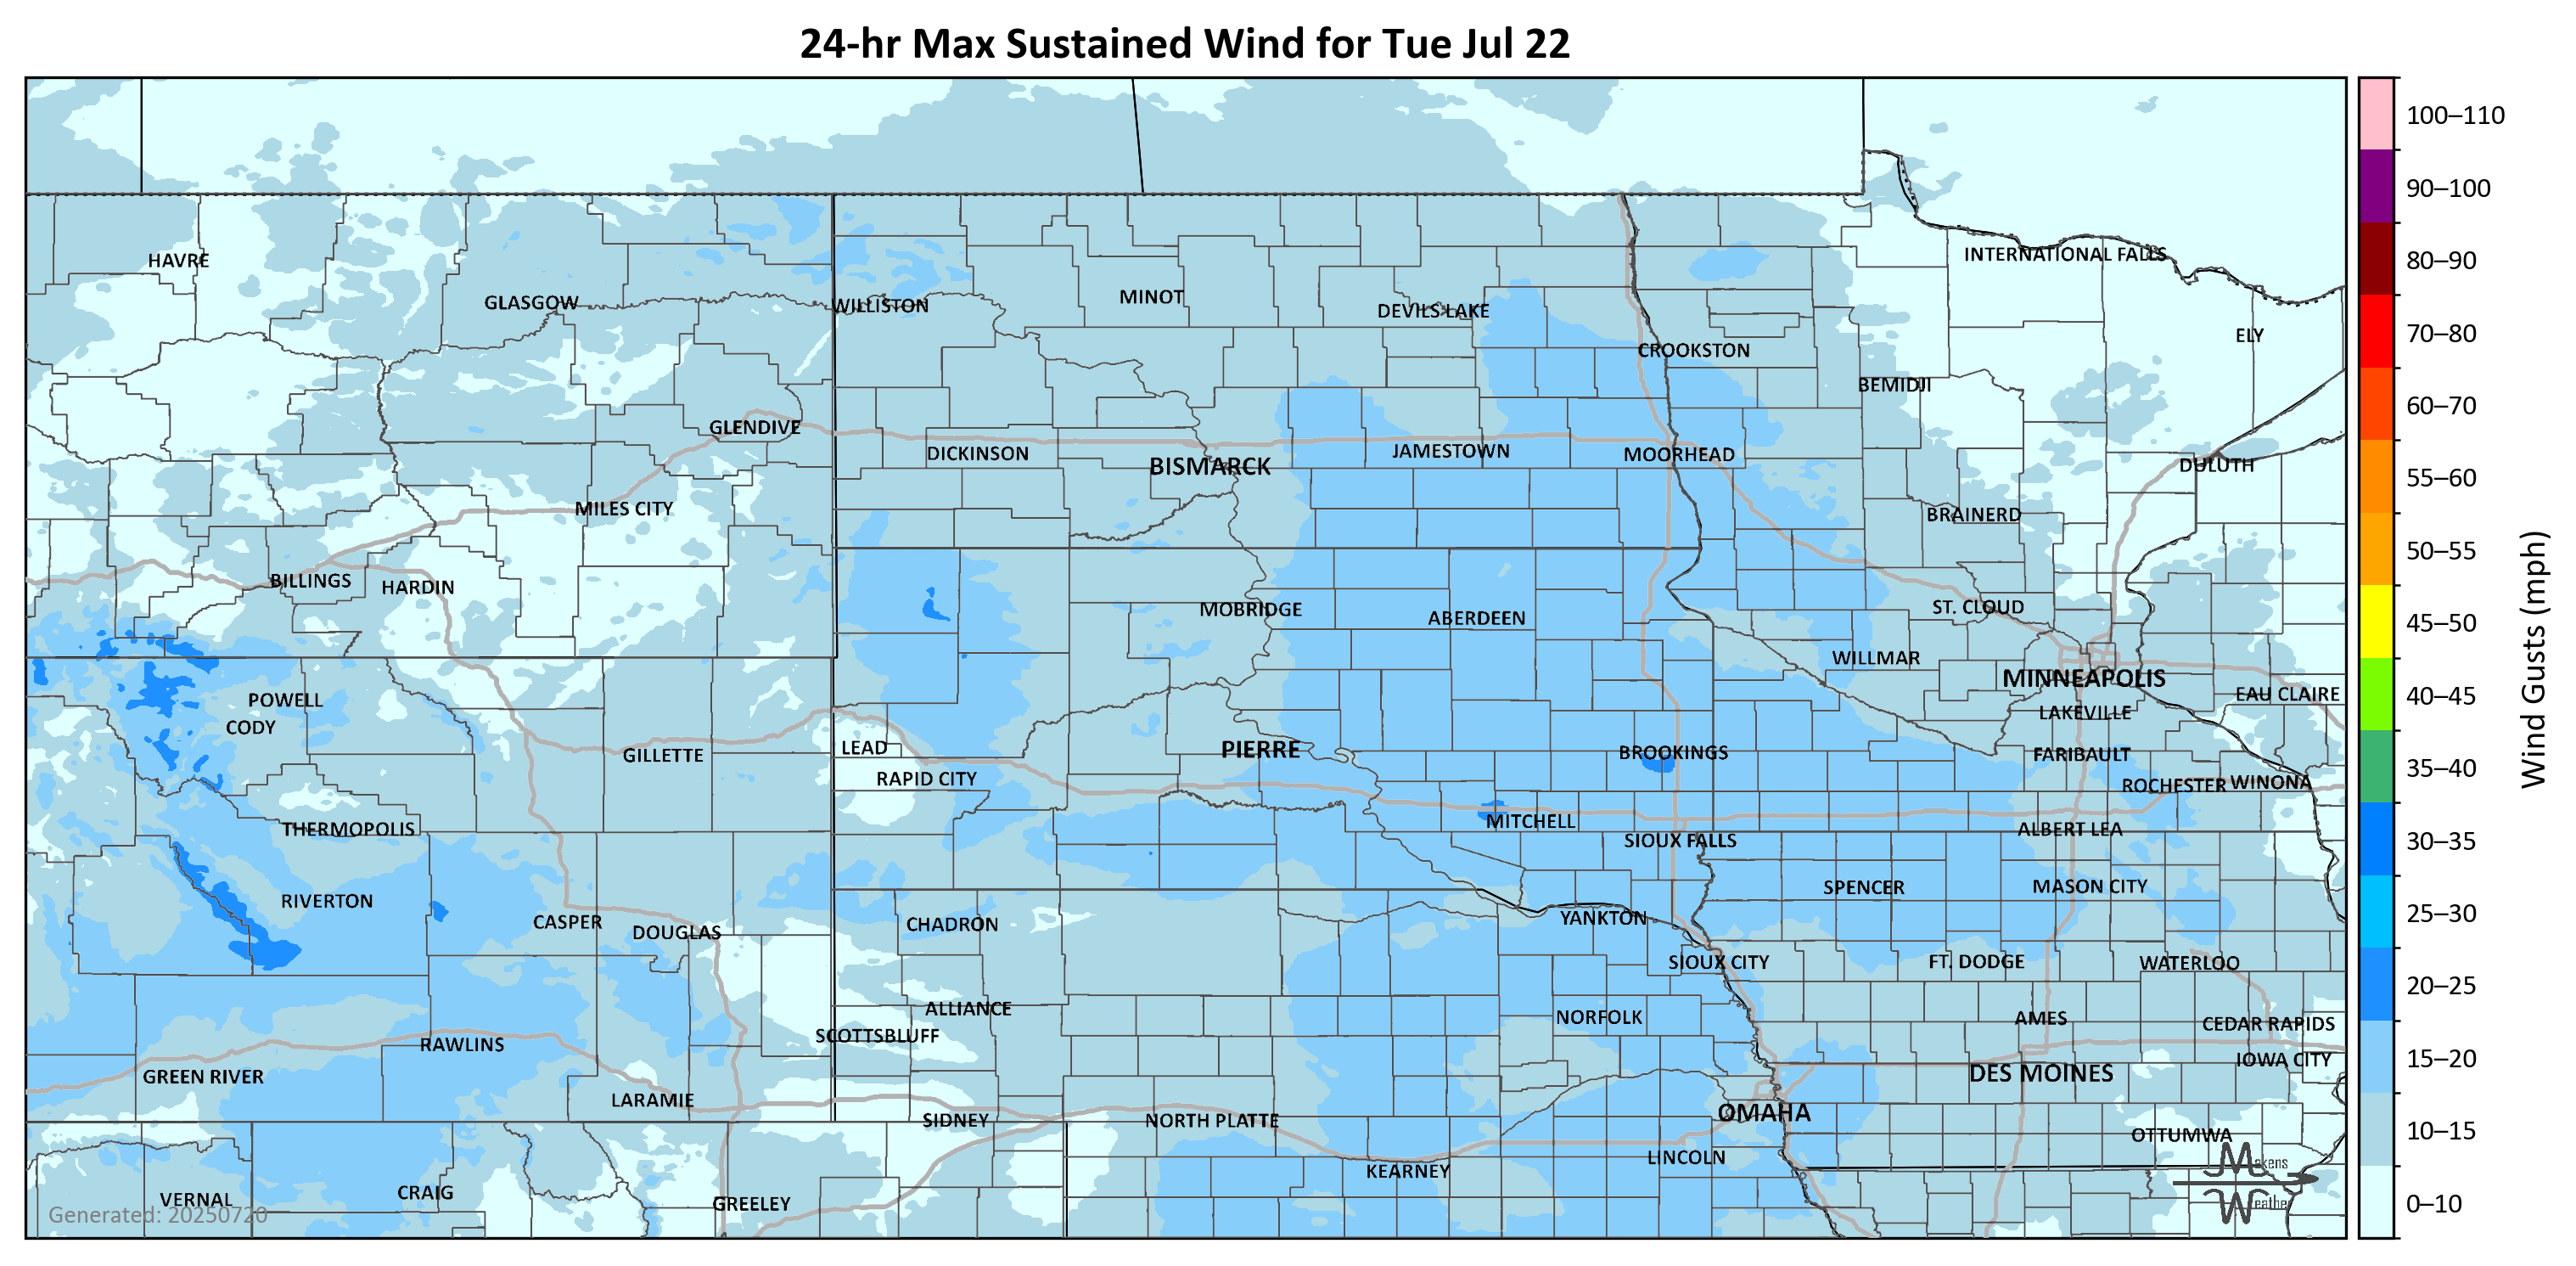 24-hr Max Sustained Wind for Tue Jul 22
100–110
90–100
80–90
70–80
60–70
55–60
50–55
45–50
40–45
35–40
30–35
25–30
20–25
15–20
10–15
0–10
Wind Gusts (mph)
HAVRE
INTERNATIONAL FALLS
GLASGOW
WILLISTON
MINOT
DEVILS LAKE
ELY
CROOKSTON
BEMIDJI
GLENDIVE
DICKINSON
BISMARCK
JAMESTOWN
MOORHEAD
DULUTH
MILES CITY
BRAINERD
BILLINGS
HARDIN
MOBRIDGE
ABERDEEN
ST. CLOUD
WILLMAR
MINNEAPOLIS
EAU CLAIRE
POWELL
CODY
LAKEVILLE
GILLETTE
LEAD
PIERRE
BROOKINGS
FARIBAULT
RAPID CITY
ROCHESTER
WINONA
THERMOPOLIS
MITCHELL
SIOUX FALLS
ALBERT LEA
RIVERTON
SPENCER
MASON CITY
CASPER
DOUGLAS
CHADRON
YANKTON
SIOUX CITY
FT. DODGE
WATERLOO
ALLIANCE
SCOTTSBLUFF
NORFOLK
AMES
CEDAR RAPIDS
RAWLINS
IOWA CITY
GREEN RIVER
DES MOINES
LARAMIE
SIDNEY
NORTH PLATTE
OMAHA
OTTUMWA
KEARNEY
LINCOLN
VERNAL
CRAIG
GREELEY
Generated: 20250720
Makens
Weather